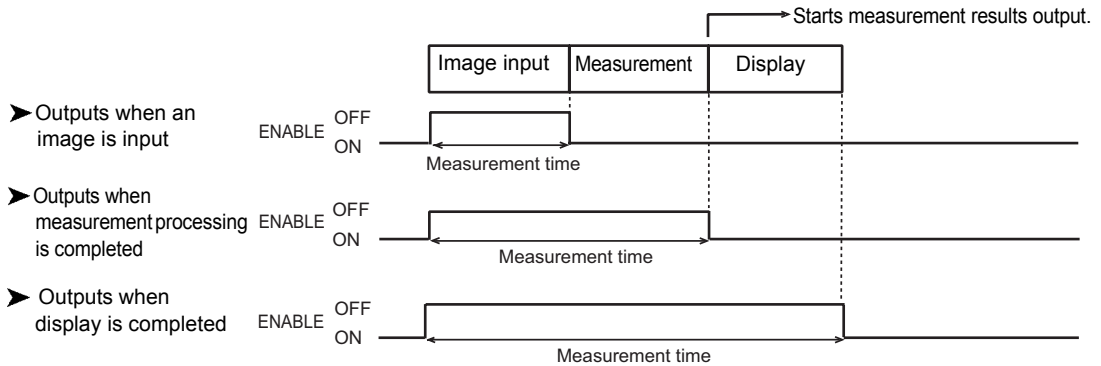 Starts measurement results output.
Image input Measurement Display
➤ Outputs when an
image is input
ENABLE OFF
ON
Measurement time
➤ Outputs when
measurement processing
is completed
ENABLE OFF
ON
Measurement time
➤ Outputs when
display is completed
ENABLE OFF
ON
Measurement time